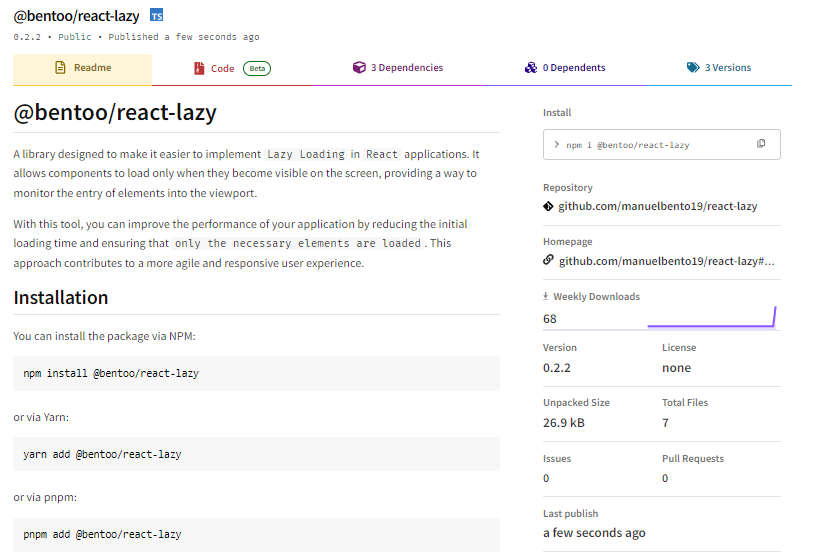 @bentoo/react-lazy TS
0.2.2 • Public • Published a few seconds ago
Readme
Code Beta
3 Dependencies
0 Dependents
3 Versions
@bentoo/react-lazy
A library designed to make it easier to implement Lazy Loading in React applications. It
allows components to load only when they become visible on the screen, providing a way to
monitor the entry of elements into the viewport.
With this tool, you can improve the performance of your application by reducing the initial
loading time and ensuring that only the necessary elements are loaded . This
approach contributes to a more agile and responsive user experience.
Installation
You can install the package via NPM:
npm install @bentoo/react-lazy
or via Yarn:
yarn add @bentoo/react-lazy
or via pnpm:
pnpm add @bentoo/react-lazy
Install
> npm i @bentoo/react-lazy
Repository
github.com/manuelbento19/react-lazy
Homepage
github.com/manuelbento19/react-lazy#...
Weekly Downloads
68
Version
0.2.2
License
none
Unpacked Size
26.9 kB
Total Files
7
Issues
0
Pull Requests
0
Last publish
a few seconds ago